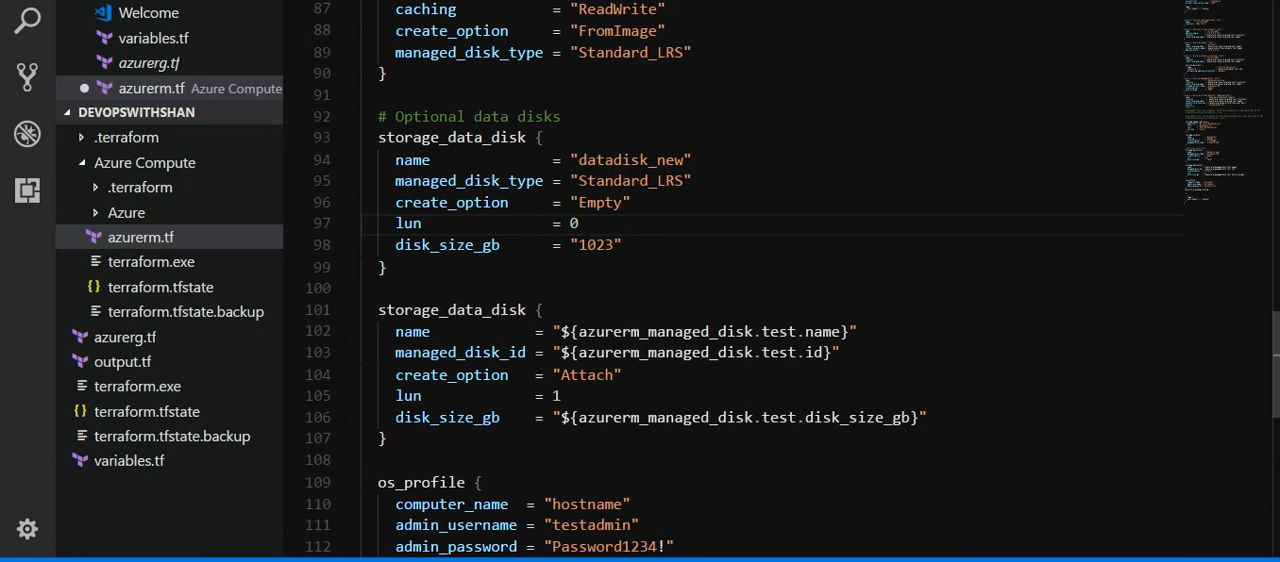 Welcome
variables.tf
azurerg.tf
azurerm.tf Azure Compute
DEVOPSWITHSHAN
.terraform
Azure Compute
.terraform
Azure
azurerm.tf
terraform.exe
terraform.tfstate
terraform.tfstate.backup
azurerg.tf
output.tf
terraform.exe
terraform.tfstate
terraform.tfstate.backup
variables.tf
87 caching = "ReadWrite"
88 create_option = "FromImage"
89 managed_disk_type = "Standard_LRS"
90 }
91
92 # Optional data disks
93 storage_data_disk {
94 name = "datadisk_new"
95 managed_disk_type = "Standard_LRS"
96 create_option = "Empty"
97 lun = 0
98 disk_size_gb = "1023"
99 }
100
101 storage_data_disk {
102 name = "${azurerm_managed_disk.test.name}"
103 managed_disk_id = "${azurerm_managed_disk.test.id}"
104 create_option = "Attach"
105 lun = 1
106 disk_size_gb = "${azurerm_managed_disk.test.disk_size_gb}"
107 }
108
109 os_profile {
110 computer_name = "hostname"
111 admin_username = "testadmin"
112 admin_password = "Password1234!"